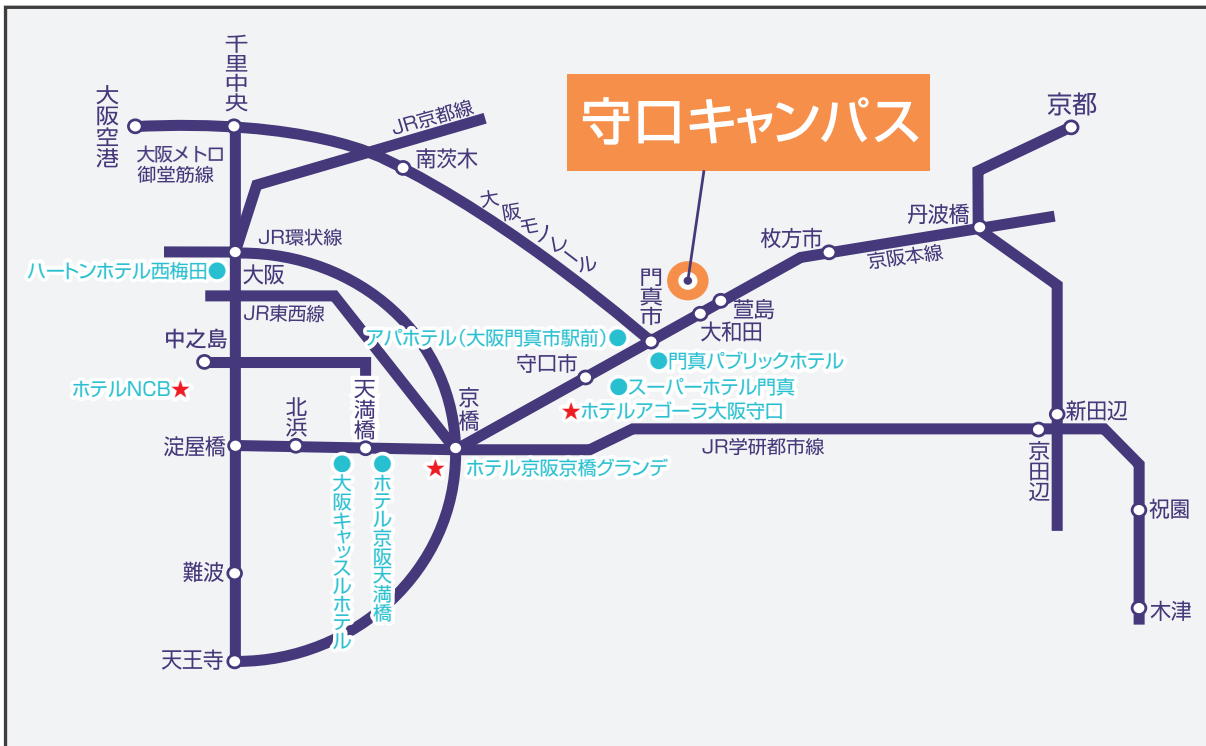 千里中央
大阪空港
大阪メトロ
御堂筋線
JR京都線
南茨木
大阪モノレール
守口キャンパス
京都
丹波橋
枚方市
京阪本線
JR環状線
ハートンホテル西梅田
大阪
JR東西線
門真市
萱島
大和田
中之島
アパホテル(大阪門真市駅前)
守口市
門真パブリックホテル
ホテルNCB★
スーパーホテル門真
★ホテルアゴーラ大阪守口
天満橋
北浜
京橋
新田辺
淀屋橋
JR学研都市線
京田辺
★ホテル京阪京橋グランデ
大阪キャッスルホテル
ホテル京阪天満橋
祝園
難波
木津
天王寺